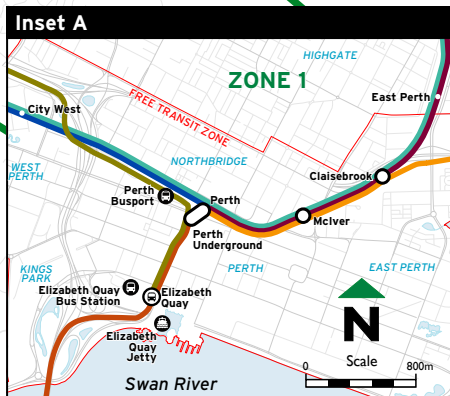 Inset A
HIGHGATE
ZONE 1
East Perth
City West
FREE TRANSIT ZONE
NORTHBRIDGE
WEST
PERTH
Claisebrook
Perth
Busport
Perth
McIver
Perth
Underground
PERTH
EAST PERTH
KINGS
PARK
Elizabeth Quay
Bus Station
Elizabeth
Quay
N
Elizabeth
Quay
Jetty
Scale
0
800m
Swan River